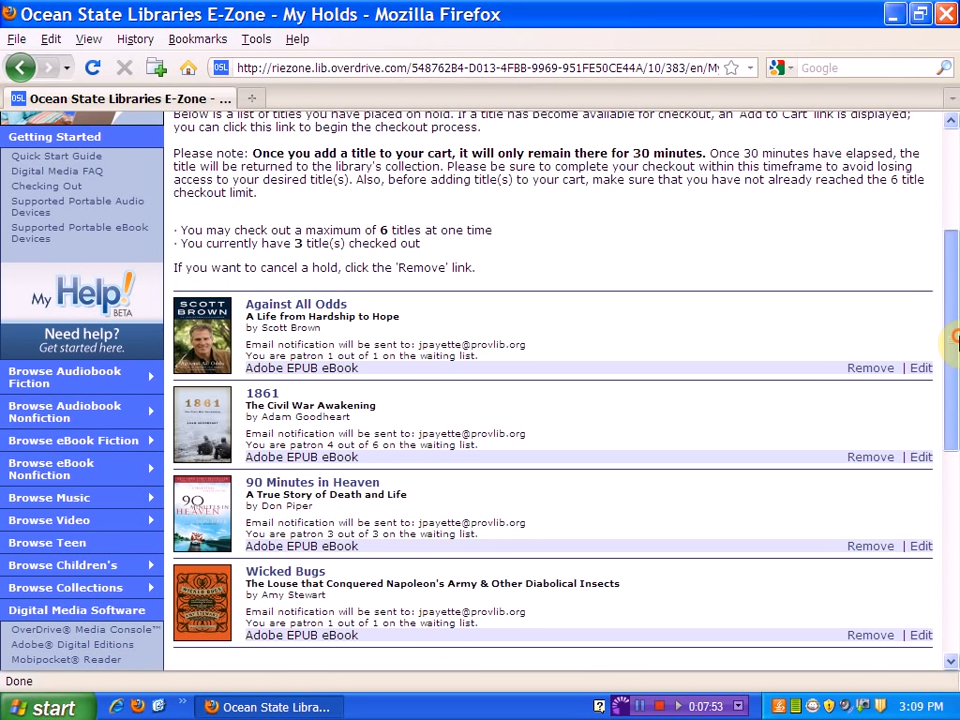 Ocean State Libraries E-Zone - My Holds - Mozilla Firefox
File Edit View History Bookmarks Tools Help
OSL http://riezone.lib.overdrive.com/548762B4-D013-4FBB-9969-951FE50CE44A/10/383/en/My Google
OSL Ocean State Libraries E-Zone - ...
Below is a list of titles you have placed on hold. If a title has become available for checkout, an 'Add to Cart' link is displayed;
you can click this link to begin the checkout process.
Please note: Once you add a title to your cart, it will only remain there for 30 minutes. Once 30 minutes have elapsed, the
title will be returned to the library's collection. Please be sure to complete your checkout within this timeframe to avoid losing
access to your desired title(s). Also, before adding title(s) to your cart, make sure that you have not already reached the 6 title
checkout limit.
· You may check out a maximum of 6 titles at one time
· You currently have 3 title(s) checked out
If you want to cancel a hold, click the 'Remove' link.
Getting Started
Quick Start Guide
Digital Media FAQ
Checking Out
Supported Portable Audio
Devices
Supported Portable eBook
Devices
My Help!
BETA
Need help?
Get started here.
Browse Audiobook
Fiction
Browse Audiobook
Nonfiction
Browse eBook Fiction
Browse eBook
Nonfiction
Browse Music
Browse Video
Browse Teen
Browse Children's
Browse Collections
Digital Media Software
OverDrive® Media Console™
Adobe® Digital Editions
Mobipocket® Reader
SCOTT
BROWN
Against All Odds
A Life from Hardship to Hope
by Scott Brown
Email notification will be sent to: jpayette@provlib.org
You are patron 1 out of 1 on the waiting list.
Adobe EPUB eBook Remove | Edit
1861
1861
The Civil War Awakening
by Adam Goodheart
Email notification will be sent to: jpayette@provlib.org
You are patron 4 out of 6 on the waiting list.
Adobe EPUB eBook Remove | Edit
90
MINUTES IN
HEAVEN
90 Minutes in Heaven
A True Story of Death and Life
by Don Piper
Email notification will be sent to: jpayette@provlib.org
You are patron 3 out of 3 on the waiting list.
Adobe EPUB eBook Remove | Edit
WICKED
BUGS
Wicked Bugs
The Louse that Conquered Napoleon's Army & Other Diabolical Insects
by Amy Stewart
Email notification will be sent to: jpayette@provlib.org
You are patron 1 out of 1 on the waiting list.
Adobe EPUB eBook Remove | Edit
Done
start Ocean State Libra... 0:07:53 3:09 PM